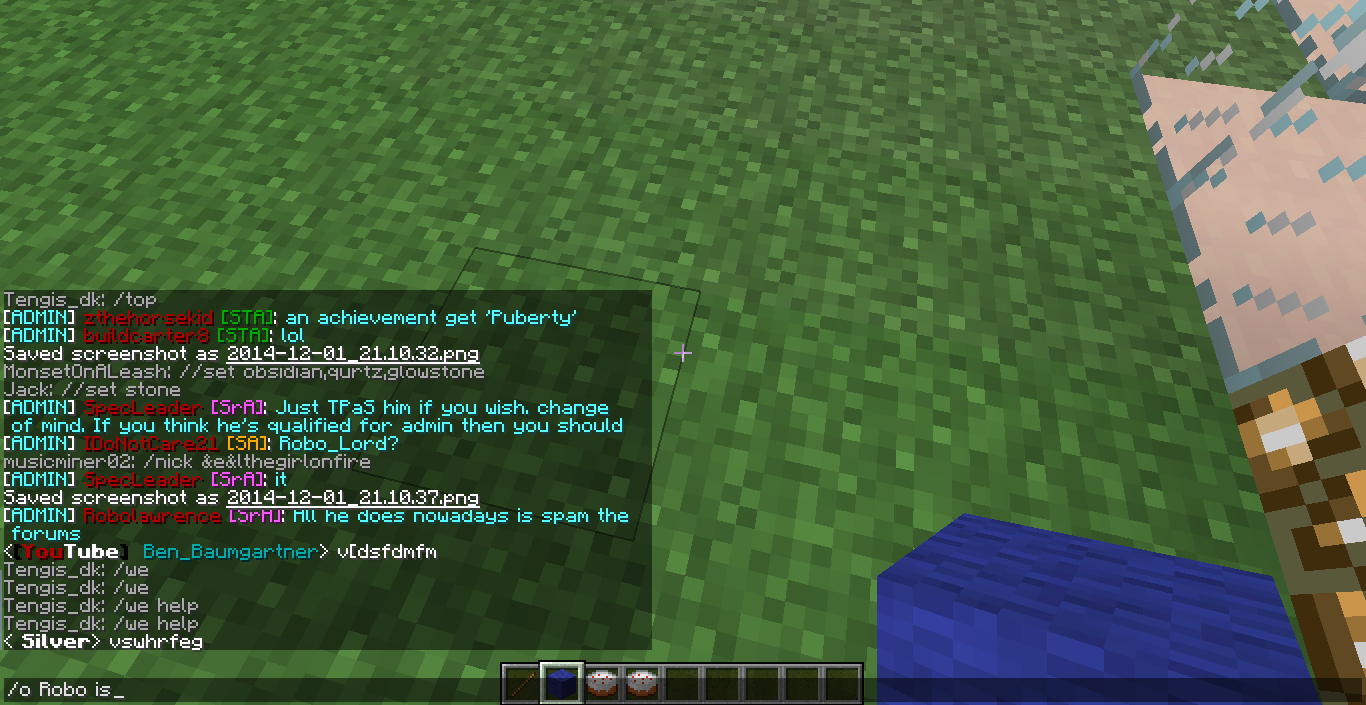 Tengis_dk: /top
[ADMIN] zthehorsekid [STA]: an achievement get 'Puberty'
[ADMIN] buildcarter8 [STA]: lol
Saved screenshot as 2014-12-01_21.10.32.png
MonsetOnALeash: //set obsidian,qurtz,glowstone
Jack: //set stone
[ADMIN] SpecLeader [SrA]: Just TPaS him if you wish. change
of mind. If you think he's qualified for admin then you should
[ADMIN] IDoNotCare21 [SA]: Robo_Lord?
musicminer02: /nick &e&lthegirlonfire
[ADMIN] SpecLeader [SrA]: it
Saved screenshot as 2014-12-01_21.10.37.png
[ADMIN] Robolawrence [SrA]: All he does nowadays is spam the
forums
<[YouTube] Ben_Baumgartner> v[dsfdmfm
Tengis_dk: /we
Tengis_dk: /we
Tengis_dk: /we help
Tengis_dk: /we help
< Silver> vswhrfeg
/o Robo is_